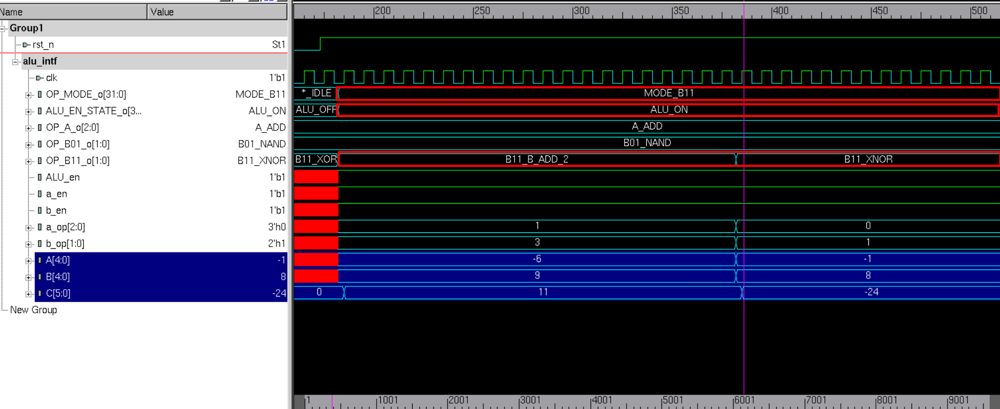 Name Value
|200 |250 |300 |350 |400 |450 |500
Group1
rst_n St1
alu_intf
clk 1'b1
OP_MODE_o[31:0] MODE_B11 *_IDLE MODE_B11
ALU_EN_STATE_o[3... ALU_ON ALU_OFF ALU_ON
OP_A_o[2:0] A_ADD A_ADD
OP_B01_o[1:0] B01_NAND B01_NAND
OP_B11_o[1:0] B11_XNOR B11_XOR B11_B_ADD_2 B11_XNOR
ALU_en 1'b1
a_en 1'b1
b_en 1'b1
a_op[2:0] 3'h0 1 0
b_op[1:0] 2'h1 3 1
A[4:0] -1 -6 -1
B[4:0] 8 9 8
C[5:0] -24 0 11 -24
New Group
|1 |1001 |2001 |3001 |4001 |5001 |6001 |7001 |8001 |9001